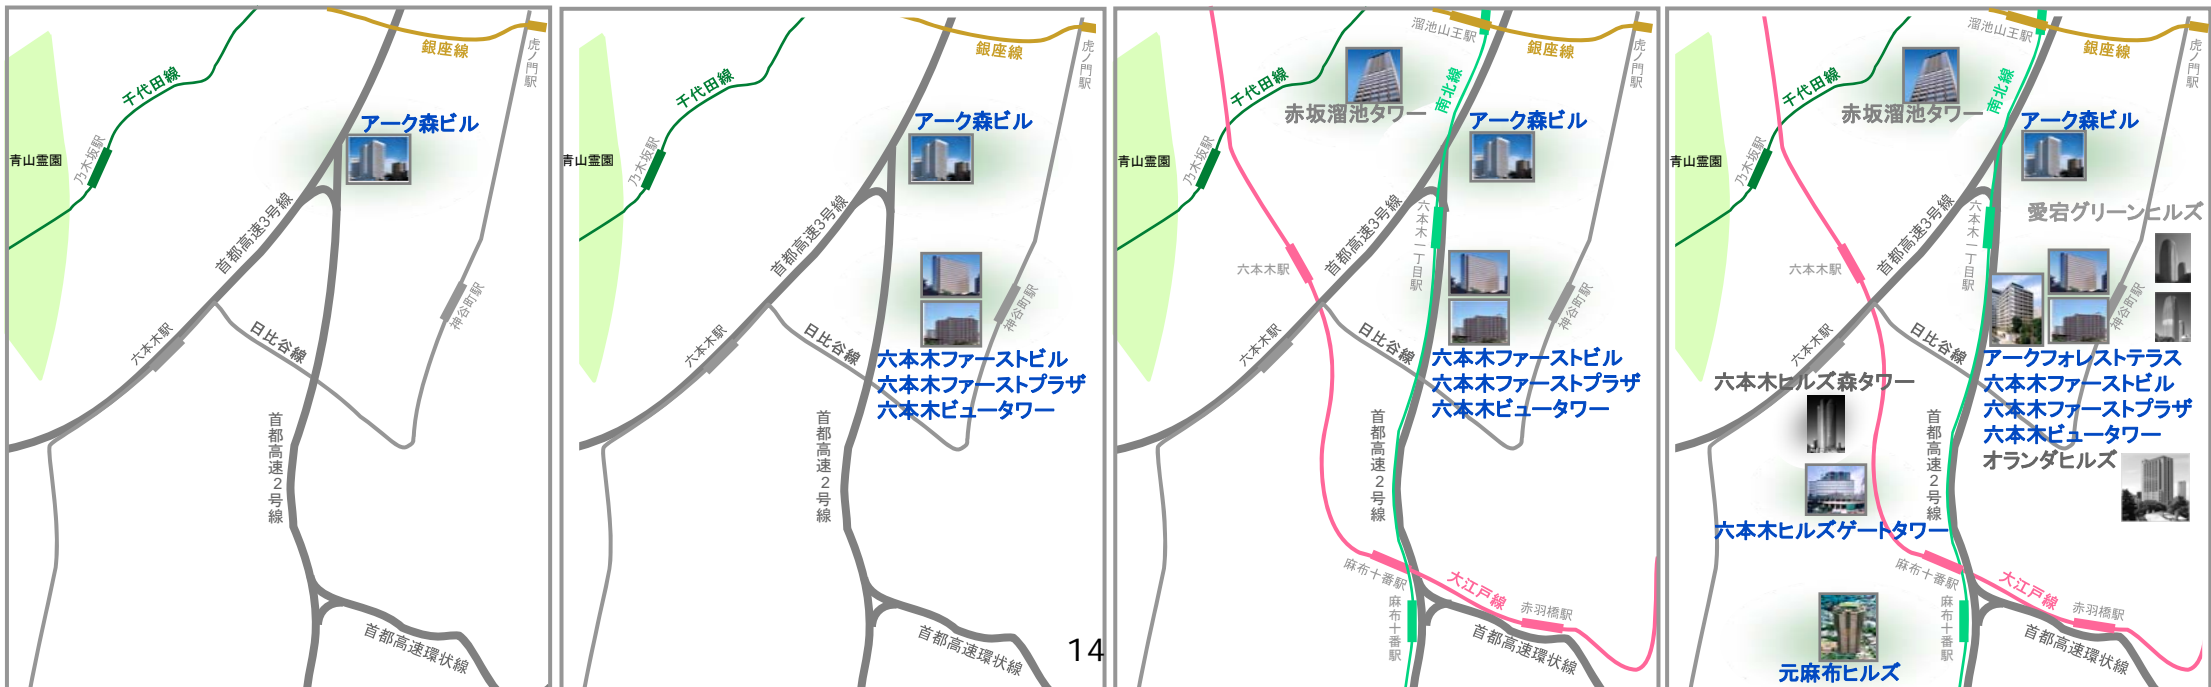 銀座線
虎ノ門駅
千代田線
アーク森ビル
乃木坂駅
青山霊園
首都高速3号線
神谷町駅
六本木駅
日比谷線
首都高速2号線
首都高速環状線
銀座線
虎ノ門駅
千代田線
アーク森ビル
乃木坂駅
青山霊園
首都高速3号線
神谷町駅
六本木駅
日比谷線
六本木ファーストビル
六本木ファーストプラザ
六本木ビュータワー
首都高速2号線
首都高速環状線
14
溜池山王駅
銀座線
虎ノ門駅
千代田線
南北線
赤坂溜池タワー
アーク森ビル
乃木坂駅
青山霊園
首都高速3号線
六本木一丁目駅
六本木駅
神谷町駅
六本木駅
日比谷線
六本木ファーストビル
六本木ファーストプラザ
六本木ビュータワー
首都高速2号線
麻布十番駅
大江戸線
赤羽橋駅
麻布十番駅
首都高速環状線
溜池山王駅
銀座線
虎ノ門駅
千代田線
南北線
赤坂溜池タワー
アーク森ビル
乃木坂駅
青山霊園
首都高速3号線
愛宕グリーンヒルズ
六本木一丁目駅
六本木駅
神谷町駅
六本木駅
日比谷線
アークフォレストテラス
六本木ファーストビル
六本木ファーストプラザ
六本木ビュータワー
オランダヒルズ
六本木ヒルズ森タワー
首都高速2号線
六本木ヒルズゲートタワー
麻布十番駅
大江戸線
赤羽橋駅
麻布十番駅
首都高速環状線
元麻布ヒルズ